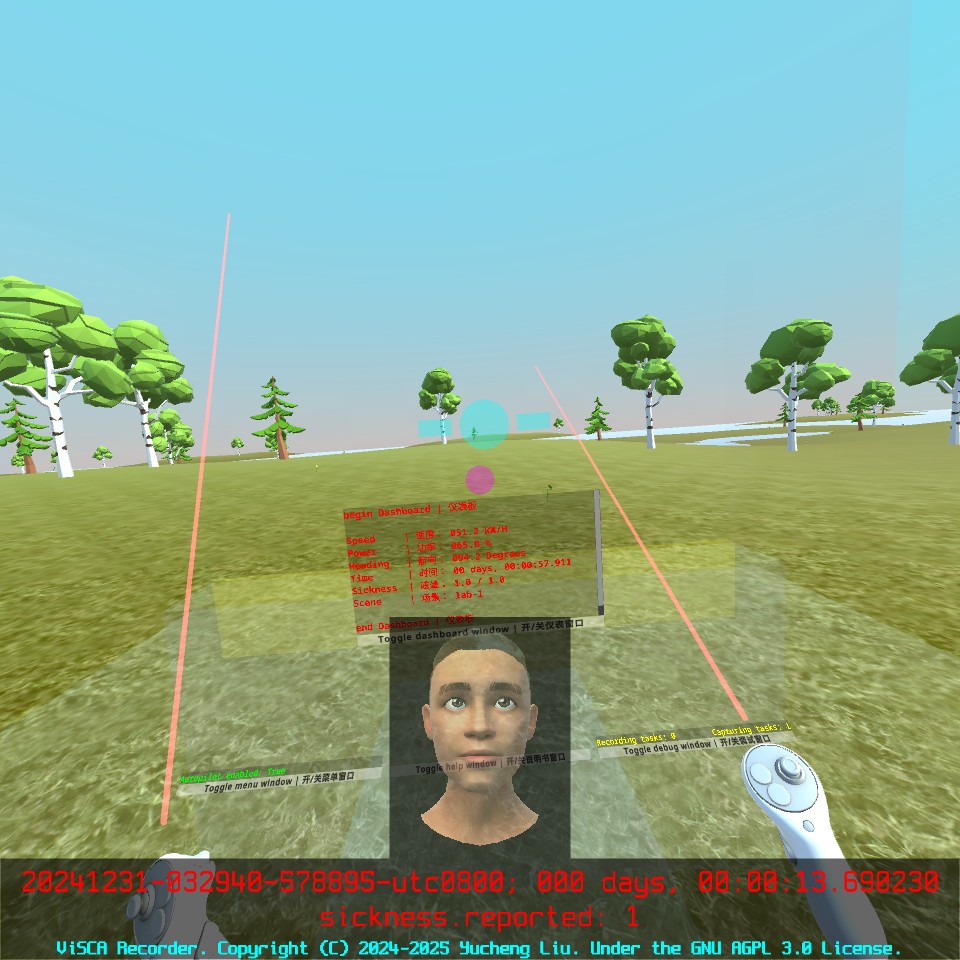 begin Dashboard | 仪表板
Speed | 速度: 051.2 KM/H
Power | 功率: 065.0 %
Heading | 朝向: 004.2 Degrees
Time | 时间: 00 days, 00:00:57.911
Sickness | 眩晕: 1.0 / 1.0
Scene | 场景: lab-1
end Dashboard | 仪表板
Toggle dashboard window | 开/关仪表窗口
Recording tasks: 0 Capturing tasks: 1
Toggle debug window | 开/关调试窗口
enabled: True
Toggle menu window | 开/关菜单窗口
Toggle help window | 开/关说明书窗口
20241231-032940-578895-utc0800; 000 days, 00:00:13.690230
sickness.reported: 1
ViSCA Recorder. Copyright (C) 2024-2025 Yucheng Liu. Under the GNU AGPL 3.0 License.